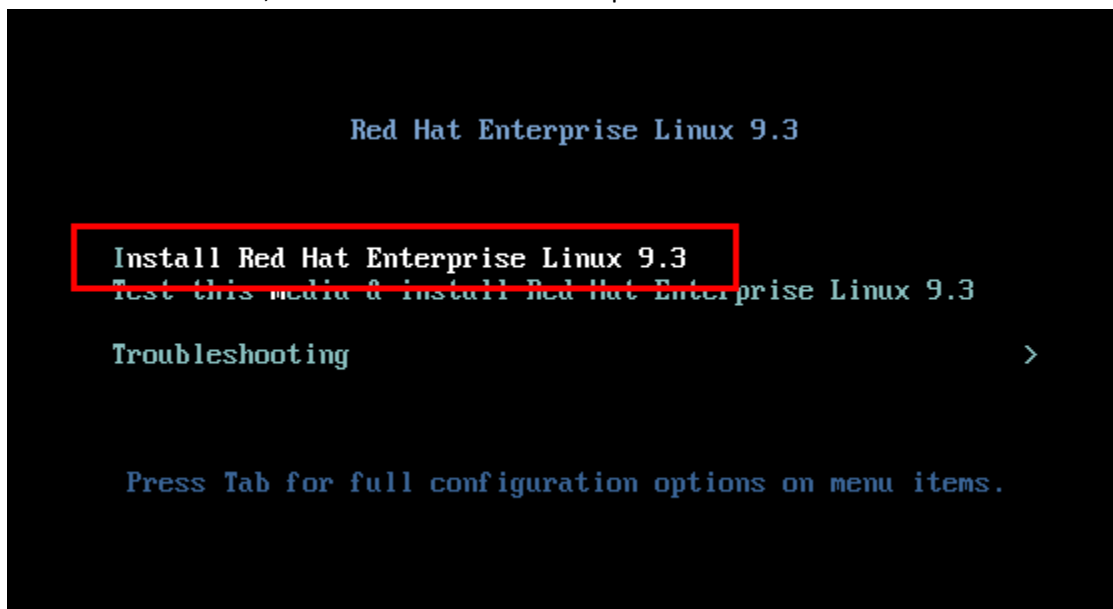 Red Hat Enterprise Linux 9.3
Install Red Hat Enterprise Linux 9.3
Test this media & install Red Hat Enterprise Linux 9.3
Troubleshooting >
Press Tab for full configuration options on menu items.